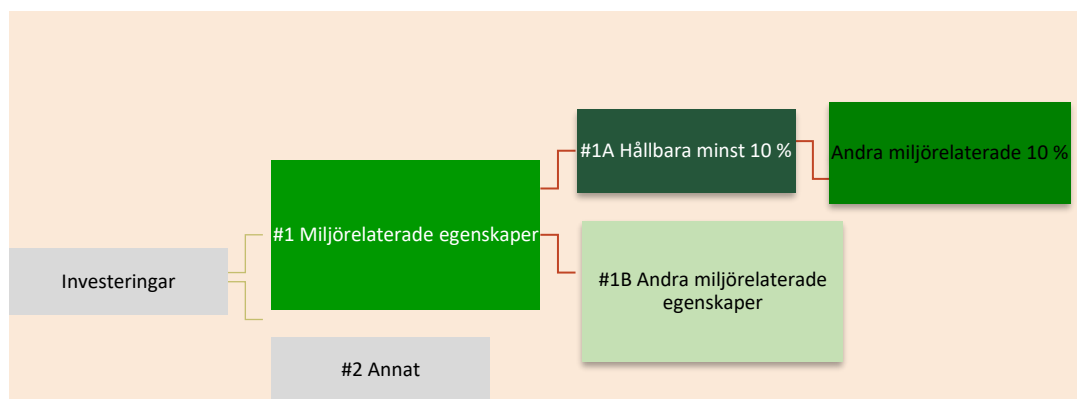 Investeringar
#1 Miljörelaterade egenskaper
#2 Annat
#1A Hållbara minst 10 %
#1B Andra miljörelaterade
egenskaper
Andra miljörelaterade 10 %